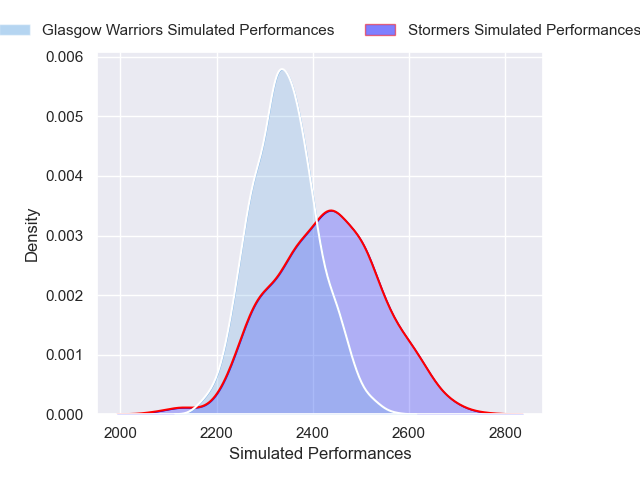 Glasgow Warriors Simulated Performances Stormers Simulated Performances
0.006
0.005
0.004
0.003
0.002
0.001
0.000
Density
2000 2200 2400 2600 2800
Simulated Performances